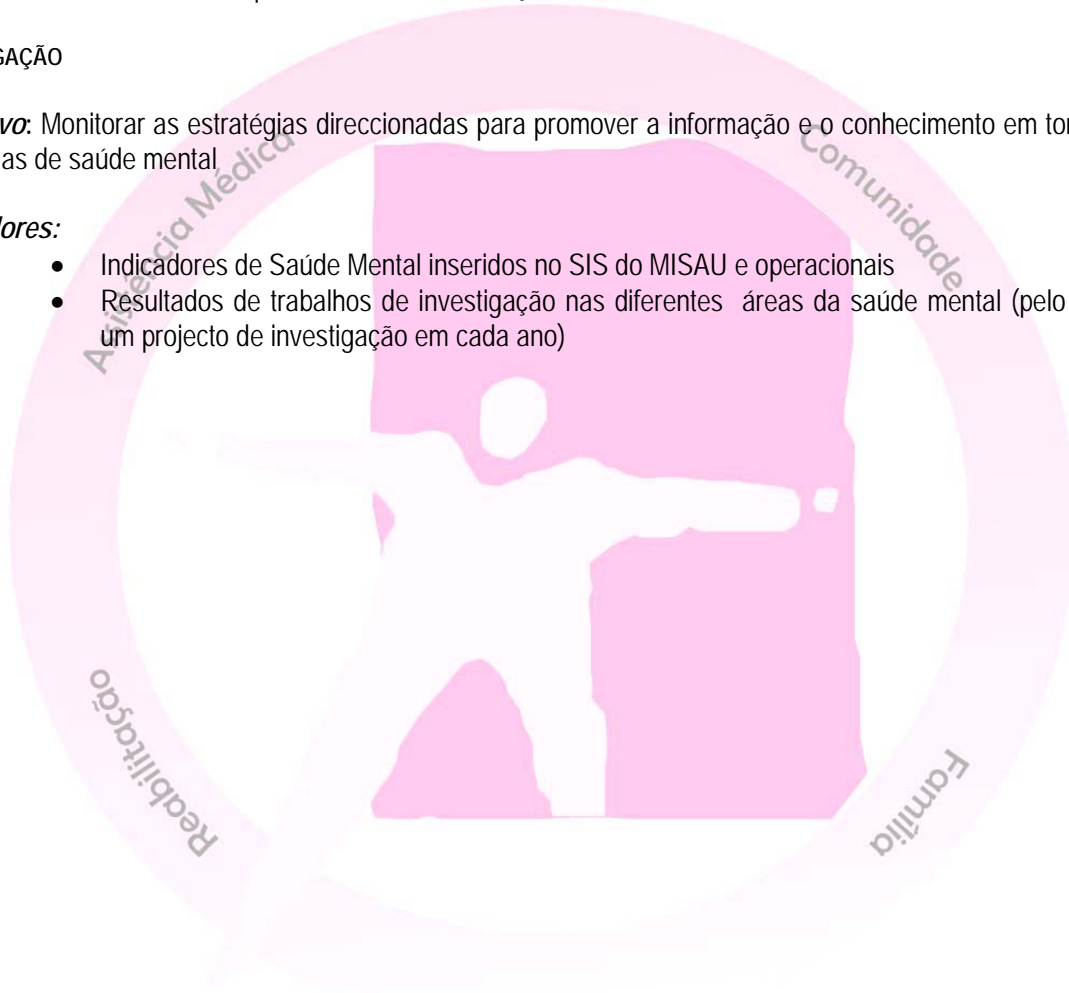 GAÇÃO
vo: Monitorar as estratégias direccionadas para promover a informação e o conhecimento em tor
as de saúde mental
lores:
• Indicadores de Saúde Mental inseridos no SIS do MISAU e operacionais
• Resultados de trabalhos de investigação nas diferentes áreas da saúde mental (pelo
um projecto de investigação em cada ano)
Assistência Médica
Comunidade
Reabilitação
Família